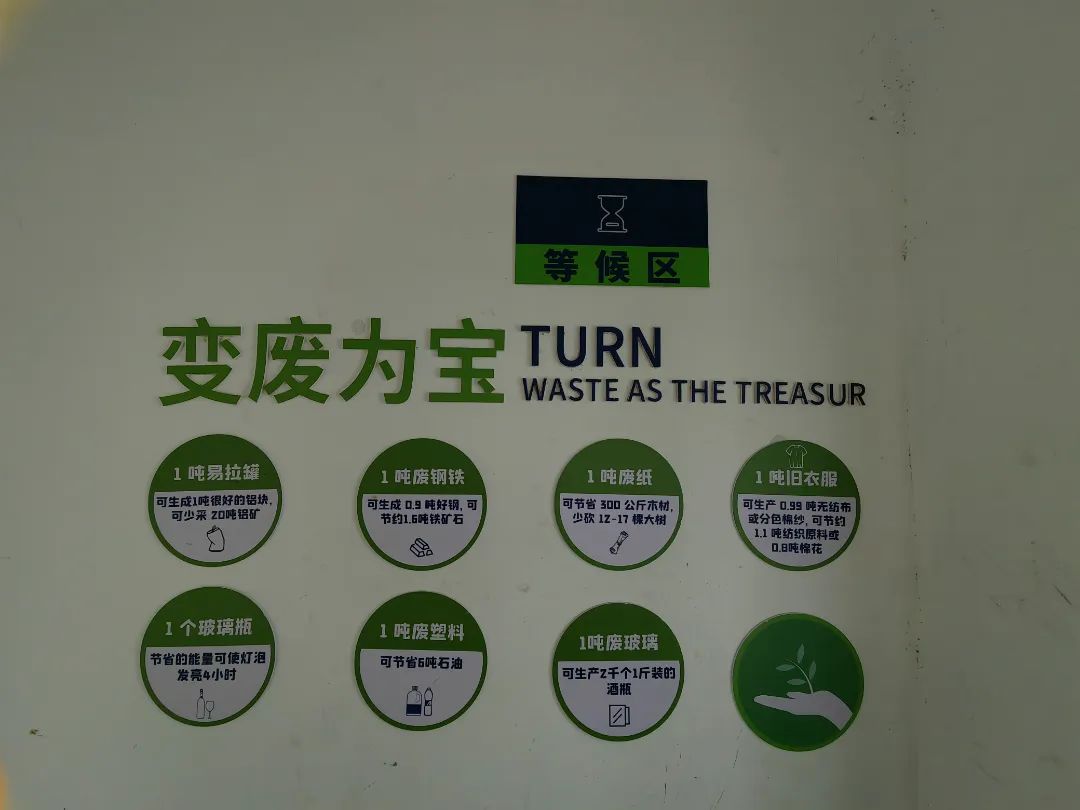 等候区
变废为宝
TURN
WASTE AS THE TREASUR
1吨易拉罐
可生成1吨很好的铝块,
可少采 20吨铝矿
1吨废钢铁
可生成 0.9 吨好钢, 可
节约1.6吨铁矿石
1吨废纸
可节省 300 公斤木材,
少砍 12-17 棵大树
1 吨旧衣服
可生产 0.99 吨无纺布
或分色棉纱, 可节约
1.1 吨纺织原料或
0.8吨棉花
1 个玻璃瓶
节省的能量可使灯泡
发亮4小时
1 吨废塑料
可节省6吨石油
1吨废玻璃
可生产2千个1斤装的
酒瓶